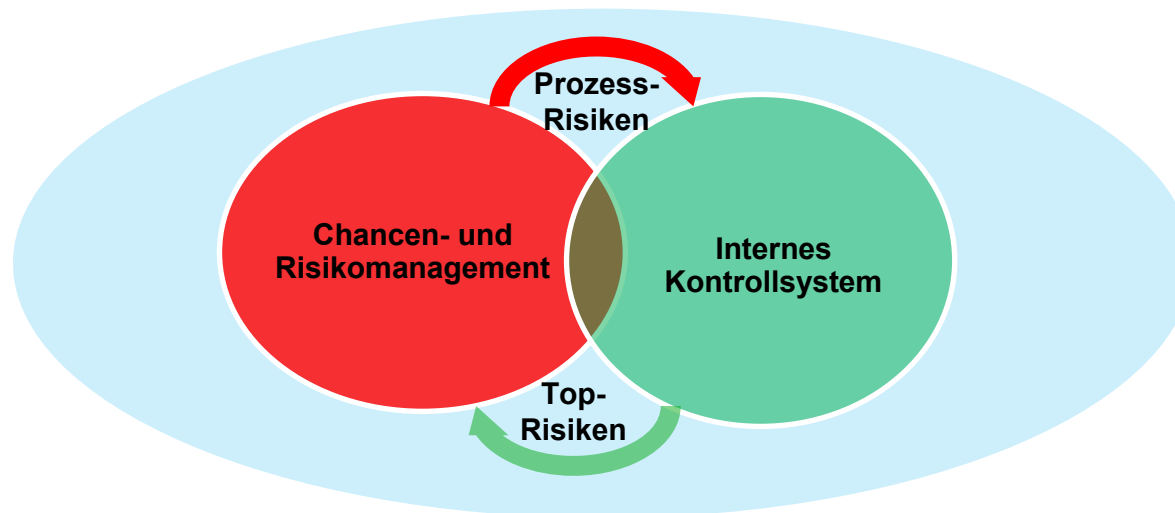 Prozess-
Risiken
Chancen- und
Risikomanagement
Internes
Kontrollsystem
Top-
Risiken